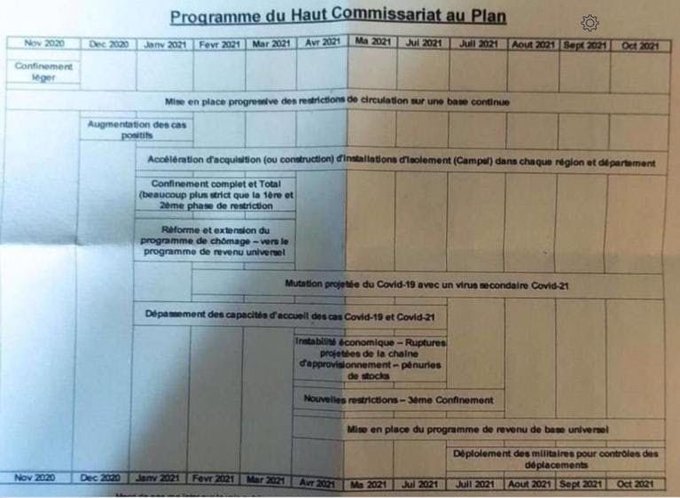 Programme du Haut Commissariat au Plan
Nov 2020 Dec 2020 Janv 2021 Fevr 2021 Mar 2021 Avr 2021 Ma 2021 Jui 2021 Juil 2021 Aout 2021 Sept 2021 Oct 2021
Confinement
léger
Mise en place progressive des restrictions de circulation sur une base continue
Augmentation des cas
positifs
Accélération d'acquisition (ou construction) d'installations d'isolement (Campsl) dans chaque région et département
Confinement complet et Total
(beaucoup plus strict que la 1ère et
2ème phase de restriction
Réforme et extension du
programme de chômage – vers le
programme de revenu universel
Mutation projetée du Covid-19 avec un virus secondaire Covid-21
Dépassement des capacités d'accueil des cas Covid-19 et Covid-21
Instabilité économique – Ruptures
projetées de la chaîne
d'approvisionnement – pénuries
de stocks
Nouvelles restrictions – 3ème Confinement
Mise en place du programme de revenu de base universel
Déploiement des militaires pour contrôles des
déplacements
Nov 2020 Dec 2020 Janv 2021 Fevr 2021 Mar 2021 Avr 2021 Ma 2021 Jui 2021 Juil 2021 Aout 2021 Sept 2021 Oct 2021